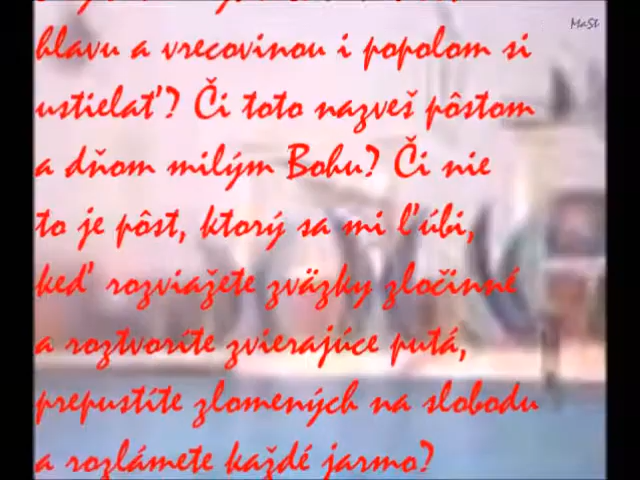 MaSt
hlavu a vrecovinou i popolom si
ustielať? Či toto nazveš pôstom
a dňom milým Bohu? Či nie
to je pôst, ktorý sa mi ľúbi,
keď rozviažete zväzky zločinné
a roztvoríte zvierajúce putá,
prepustíte zlomených na slobodu
a rozlámete každé jarmo?